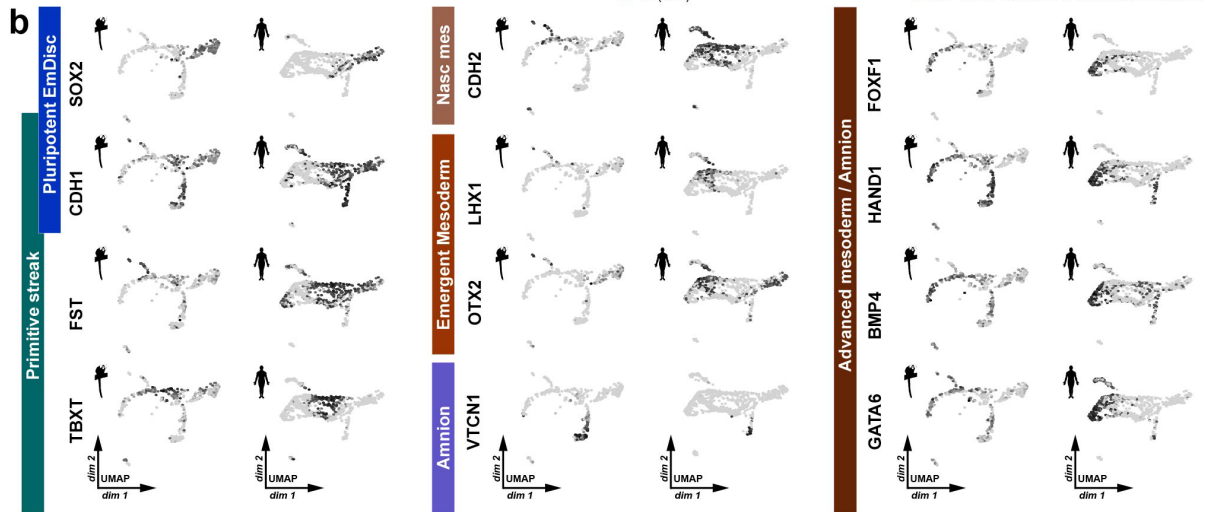 b
Pluripotent EmDisc
Primitive streak
SOX2
CDH1
FST
TBXT
dim 2
UMAP
dim 1
dim 2
UMAP
dim 1
Nasc mes
Emergent Mesoderm
Amnion
CDH2
LHX1
OTX2
VTCN1
dim 2
UMAP
dim 1
dim 2
UMAP
dim 1
Advanced mesoderm / Amnion
FOXF1
HAND1
BMP4
GATA6
dim 2
UMAP
dim 1
dim 2
UMAP
dim 1